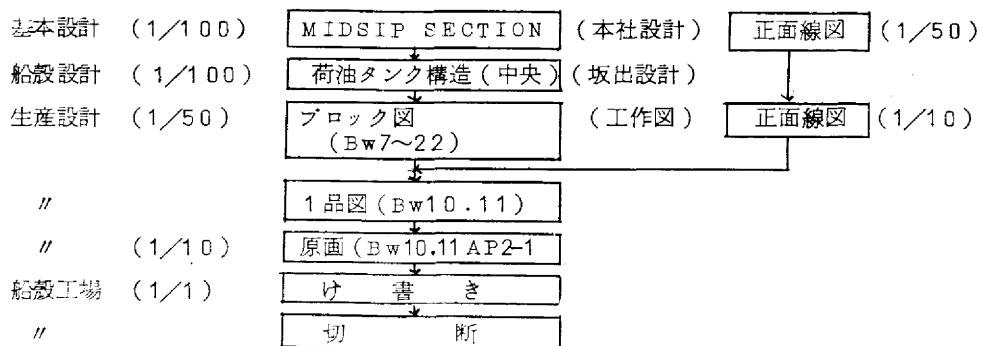 基本設計 (1/100) MIDSIP SECTION (本社設計) 正面線図 (1/50)
船殻設計 (1/100) 荷油タンク構造(中央) (坂出設計)
生産設計 (1/50) ブロック図 (工作図) 正面線図 (1/10)
(Bw7~22)
〃 1品図(Bw10.11)
〃 (1/10) 原画(Bw10.11AP2-1
船殻工場 (1/1) け書き
〃 切断